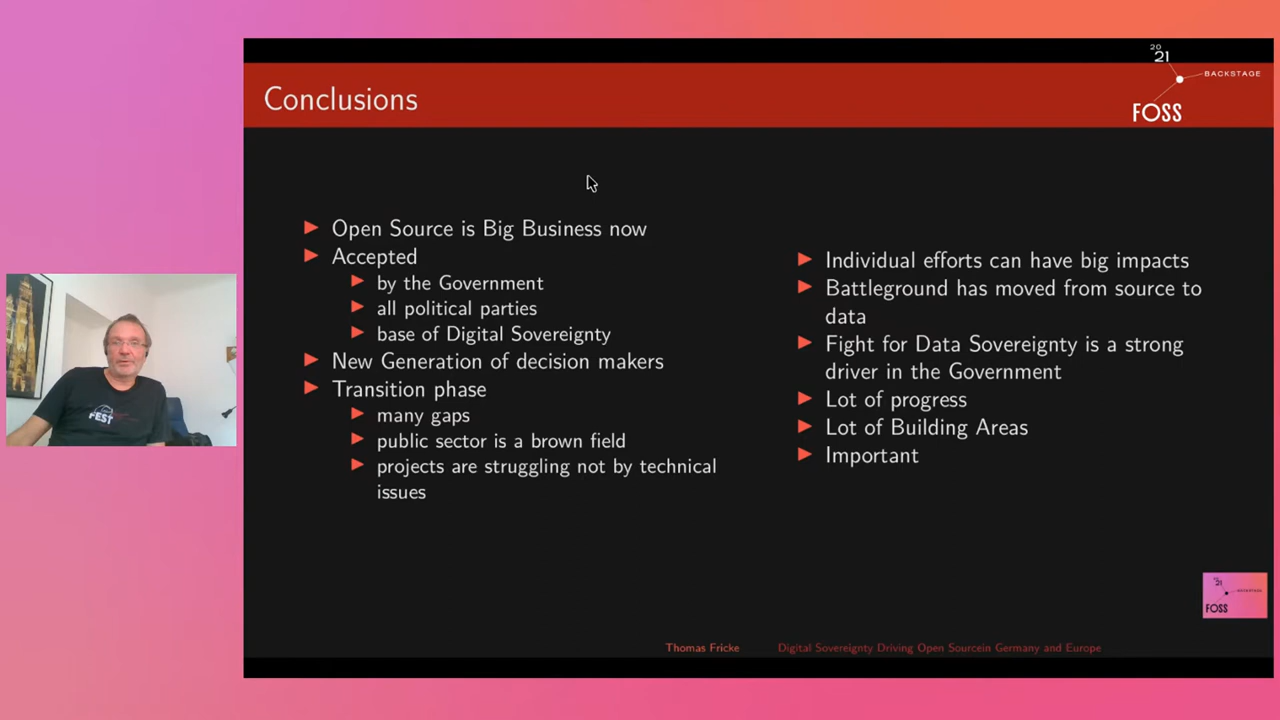 Conclusions
20
21
BACKSTAGE
FOSS
Open Source is Big Business now
Accepted
by the Government
all political parties
base of Digital Sovereignty
New Generation of decision makers
Transition phase
many gaps
public sector is a brown field
projects are struggling not by technical
issues
Individual efforts can have big impacts
Battleground has moved from source to
data
Fight for Data Sovereignty is a strong
driver in the Government
Lot of progress
Lot of Building Areas
Important
FEST
21
BACKSTAGE
FOSS
Thomas Fricke
Digital Sovereignty Driving Open Sourcein Germany and Europe